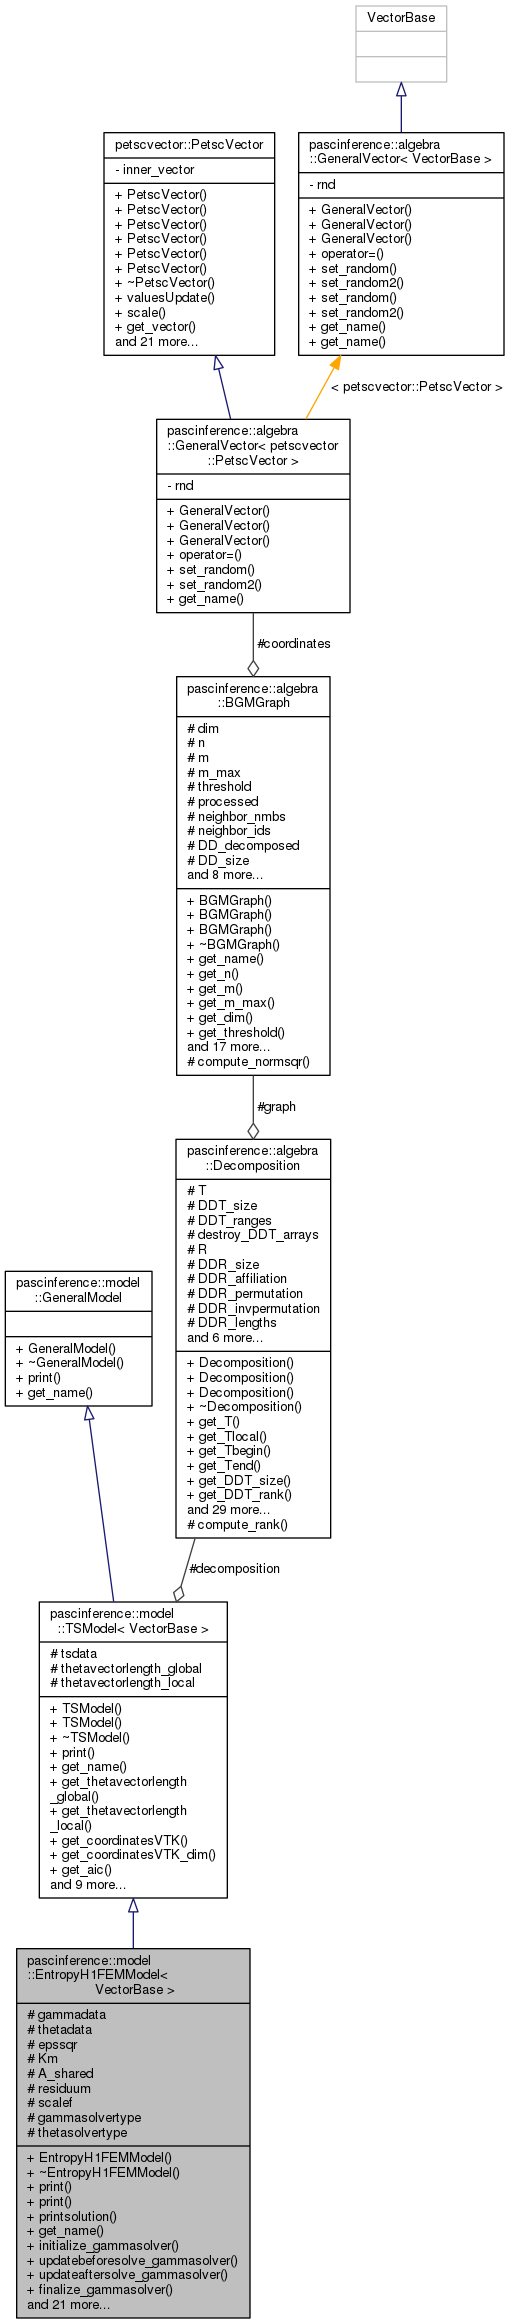 VectorBase
petscvector::PetscVector
- inner_vector
+ PetscVector()
+ PetscVector()
+ PetscVector()
+ PetscVector()
+ PetscVector()
+ PetscVector()
+ ~PetscVector()
+ valuesUpdate()
+ scale()
+ get_vector()
and 21 more...
pascinference::algebra
::GeneralVector< VectorBase >
- rnd
+ GeneralVector()
+ GeneralVector()
+ GeneralVector()
+ operator=()
+ set_random()
+ set_random2()
+ set_random()
+ set_random2()
+ get_name()
+ get_name()
< petscvector::PetscVector >
pascinference::algebra
::GeneralVector< petscvector
::PetscVector >
- rnd
+ GeneralVector()
+ GeneralVector()
+ GeneralVector()
+ operator=()
+ set_random()
+ set_random2()
+ get_name()
#coordinates
pascinference::algebra
::BGMGraph
# dim
# n
# m
# m_max
# threshold
# processed
# neighbor_nmbs
# neighbor_ids
# DD_decomposed
# DD_size
and 8 more...
+ BGMGraph()
+ BGMGraph()
+ BGMGraph()
+ ~BGMGraph()
+ get_name()
+ get_n()
+ get_m()
+ get_m_max()
+ get_dim()
+ get_threshold()
and 17 more...
# compute_normsqr()
#graph
pascinference::algebra
::Decomposition
# T
# DDT_size
# DDT_ranges
# destroy_DDT_arrays
# R
# DDR_size
# DDR_affiliation
# DDR_permutation
# DDR_invpermutation
# DDR_lengths
and 6 more...
+ Decomposition()
+ Decomposition()
+ Decomposition()
+ ~Decomposition()
+ get_T()
+ get_Tlocal()
+ get_Tbegin()
+ get_Tend()
+ get_DDT_size()
+ get_DDT_rank()
and 29 more...
# compute_rank()
pascinference::model
::GeneralModel
+ GeneralModel()
+ ~GeneralModel()
+ print()
+ get_name()
#decomposition
pascinference::model
::TSModel< VectorBase >
# tsdata
# thetavectorlength_global
# thetavectorlength_local
+ TSModel()
+ TSModel()
+ ~TSModel()
+ print()
+ get_name()
+ get_thetavectorlength
_global()
+ get_thetavectorlength
_local()
+ get_coordinatesVTK()
+ get_coordinatesVTK_dim()
+ get_aic()
and 9 more...
pascinference::model
::EntropyH1FEMModel<
VectorBase >
# gammadata
# thetadata
# epssqr
# Km
# A_shared
# residuum
# scalef
# gammasolvertype
# thetasolvertype
+ EntropyH1FEMModel()
+ ~EntropyH1FEMModel()
+ print()
+ print()
+ printsolution()
+ get_name()
+ initialize_gammasolver()
+ updatebeforesolve_gammasolver()
+ updateaftersolve_gammasolver()
+ finalize_gammasolver()
and 21 more...